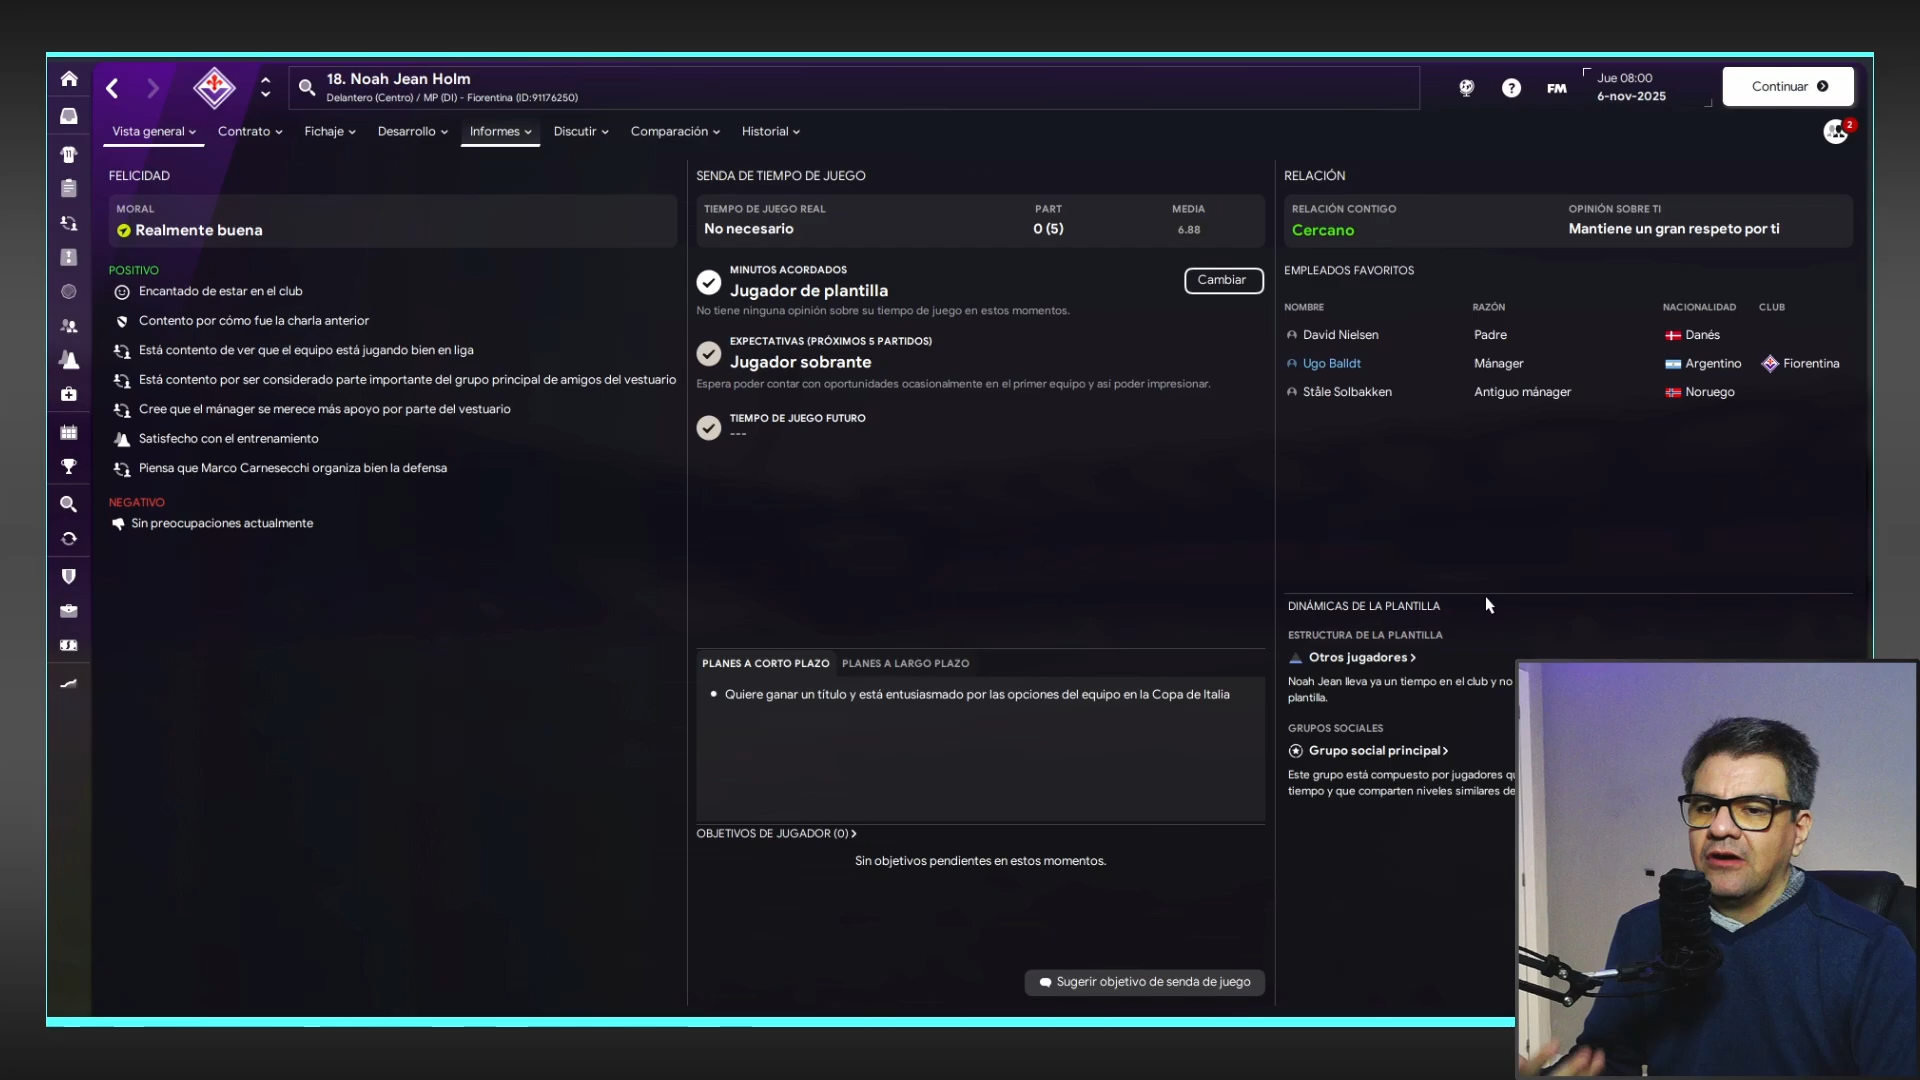 18. Noah Jean Holm
Delantero (Centro) / MP (DI) - Fiorentina (ID:91176250)
FM
Jue 08:00
6-nov-2025
Continuar
Vista general
Contrato
Fichaje
Desarrollo
Informes
Discutir
Comparación
Historial
2
FELICIDAD
MORAL
Realmente buena
POSITIVO
Encantado de estar en el club
Contento por cómo fue la charla anterior
Está contento de ver que el equipo está jugando bien en liga
Está contento por ser considerado parte importante del grupo principal de amigos del vestuario
Cree que el mánager se merece más apoyo por parte del vestuario
Satisfecho con el entrenamiento
Piensa que Marco Carnesecchi organiza bien la defensa
NEGATIVO
Sin preocupaciones actualmente
SENDA DE TIEMPO DE JUEGO
TIEMPO DE JUEGO REAL PART MEDIA
No necesario 0 (5) 6.88
MINUTOS ACORDADOS
Jugador de plantilla
Cambiar
No tiene ninguna opinión sobre su tiempo de juego en estos momentos.
EXPECTATIVAS (PRÓXIMOS 5 PARTIDOS)
Jugador sobrante
Espera poder contar con oportunidades ocasionalmente en el primer equipo y así poder impresionar.
TIEMPO DE JUEGO FUTURO
---
PLANES A CORTO PLAZO PLANES A LARGO PLAZO
Quiere ganar un título y está entusiasmado por las opciones del equipo en la Copa de Italia
OBJETIVOS DE JUGADOR (0)
Sin objetivos pendientes en estos momentos.
Sugerir objetivo de senda de juego
RELACIÓN
RELACIÓN CONTIGO OPINIÓN SOBRE TI
Cercano Mantiene un gran respeto por ti
EMPLEADOS FAVORITOS
NOMBRE RAZÓN NACIONALIDAD CLUB
David Nielsen Padre Danés
Ugo Balldt Mánager Argentino Fiorentina
Ståle Solbakken Antiguo mánager Noruego
DINÁMICAS DE LA PLANTILLA
ESTRUCTURA DE LA PLANTILLA
Otros jugadores
Noah Jean lleva ya un tiempo en el club y no
plantilla.
GRUPOS SOCIALES
Grupo social principal
Este grupo está compuesto por jugadores
tiempo y que comparten niveles similares de